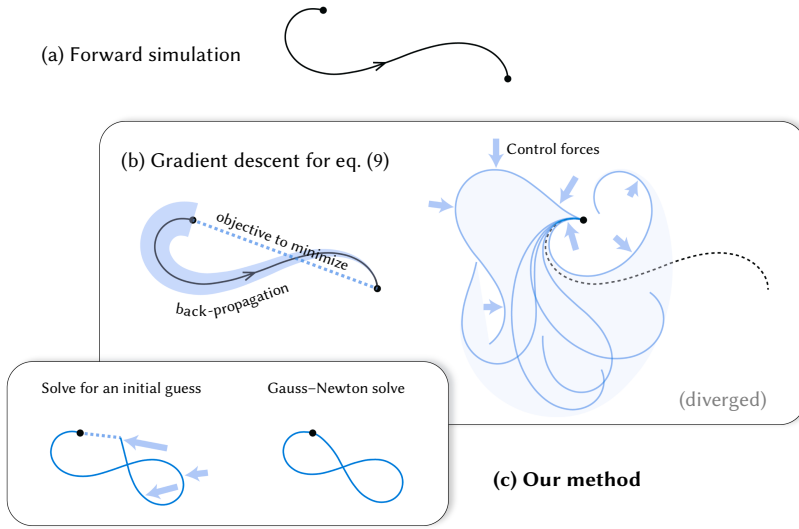 (a) Forward simulation
(b) Gradient descent for eq. (9)
Control forces
objective to minimize
back-propagation
(diverged)
Solve for an initial guess
Gauss–Newton solve
(c) Our method